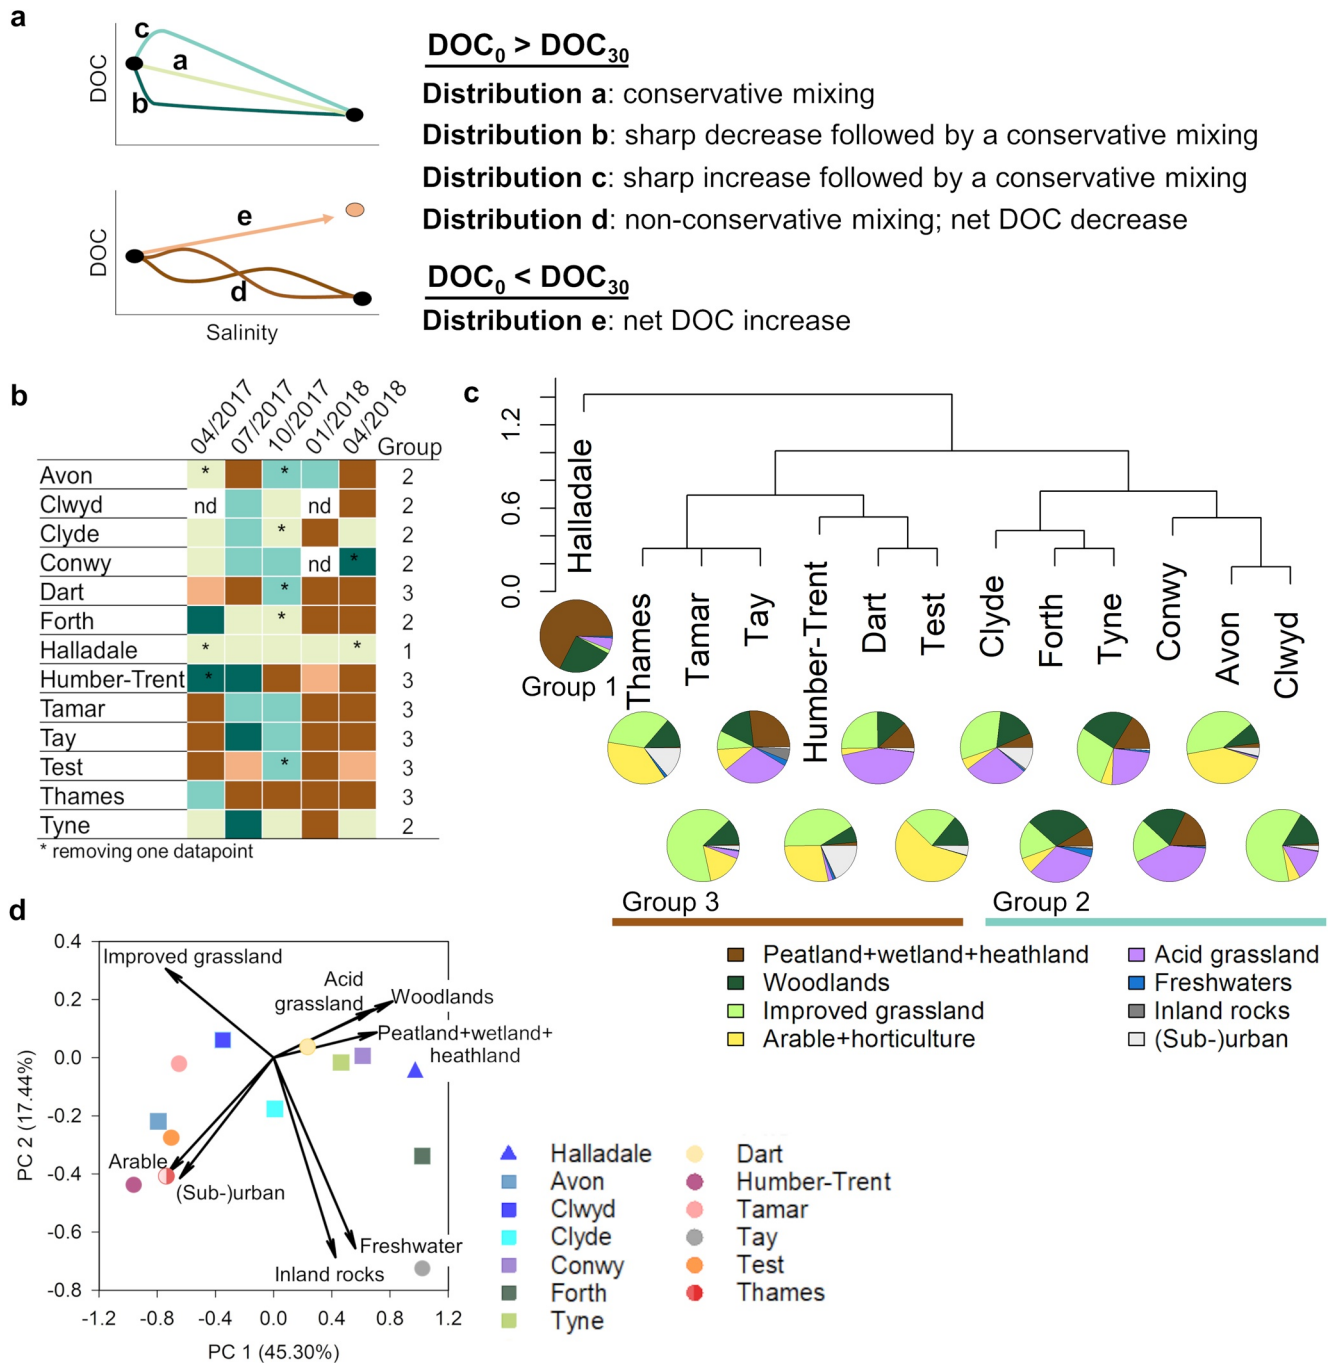 a
DOC
c
a
b
DOC
e
d
Salinity
DOC0 > DOC30
Distribution a: conservative mixing
Distribution b: sharp decrease followed by a conservative mixing
Distribution c: sharp increase followed by a conservative mixing
Distribution d: non-conservative mixing; net DOC decrease
DOC0 < DOC30
Distribution e: net DOC increase
b
04/2017 07/2017 10/2017 01/2018 04/2018 Group
Avon * * 2
Clwyd nd nd 2
Clyde * 2
Conwy nd * 2
Dart * 3
Forth * 2
Halladale * * 1
Humber-Trent * 3
Tamar 3
Tay 3
Test * 3
Thames 3
Tyne 2
* removing one datapoint
c
1.2
0.6
0.0
Halladale
Thames
Tamar
Tay
Humber-Trent
Dart
Test
Clyde
Forth
Tyne
Conwy
Avon
Clwyd
Group 1
Group 3
Group 2
Peatland+wetland+heathland
Woodlands
Improved grassland
Arable+horticulture
Acid grassland
Freshwaters
Inland rocks
(Sub-)urban
d
PC 2 (17.44%)
0.4
0.2
0.0
-0.2
-0.4
-0.6
-0.8
Improved grassland
Acid
grassland
Woodlands
Peatland+wetland+
heathland
Arable
(Sub-)urban
Freshwater
Inland rocks
-1.2 -0.8 -0.4 0.0 0.4 0.8 1.2
PC 1 (45.30%)
Halladale
Avon
Clwyd
Clyde
Conwy
Forth
Tyne
Dart
Humber-Trent
Tamar
Tay
Test
Thames